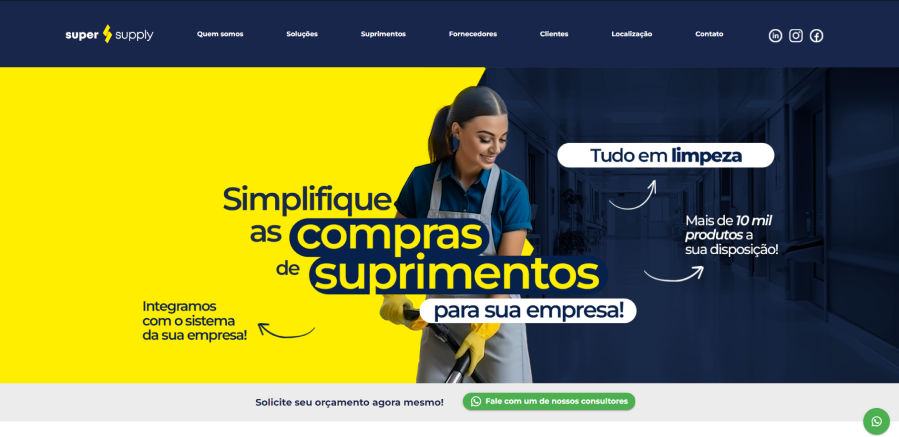 super supply
Quem somos
Soluções
Suprimentos
Fornecedores
Clientes
Localização
Contato
Tudo em limpeza
Simplifique
as compras
de suprimentos
para sua empresa!
Mais de 10 mil
produtos a
sua disposição!
Integramos
com o sistema
da sua empresa!
Solicite seu orçamento agora mesmo!
Fale com um de nossos consultores